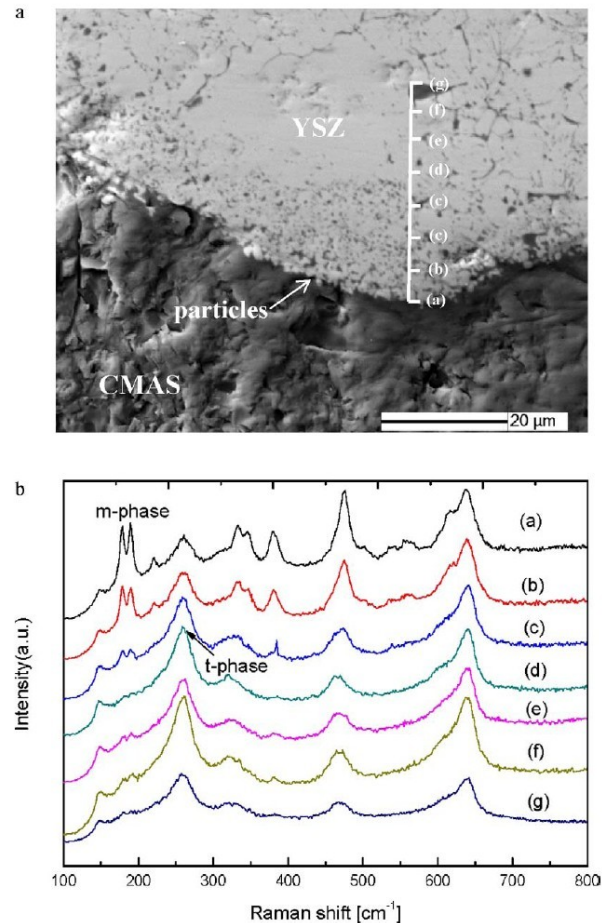 a
(g)
YSZ
(f)
(e)
(d)
(c)
(c)
(b)
particles
(a)
CMAS
20 μm
b
m-phase
(a)
(b)
(c)
t-phase
(d)
(e)
(f)
(g)
Intensity(a.u.)
100 200 300 400 500 600 700 800
Raman shift [cm⁻¹]